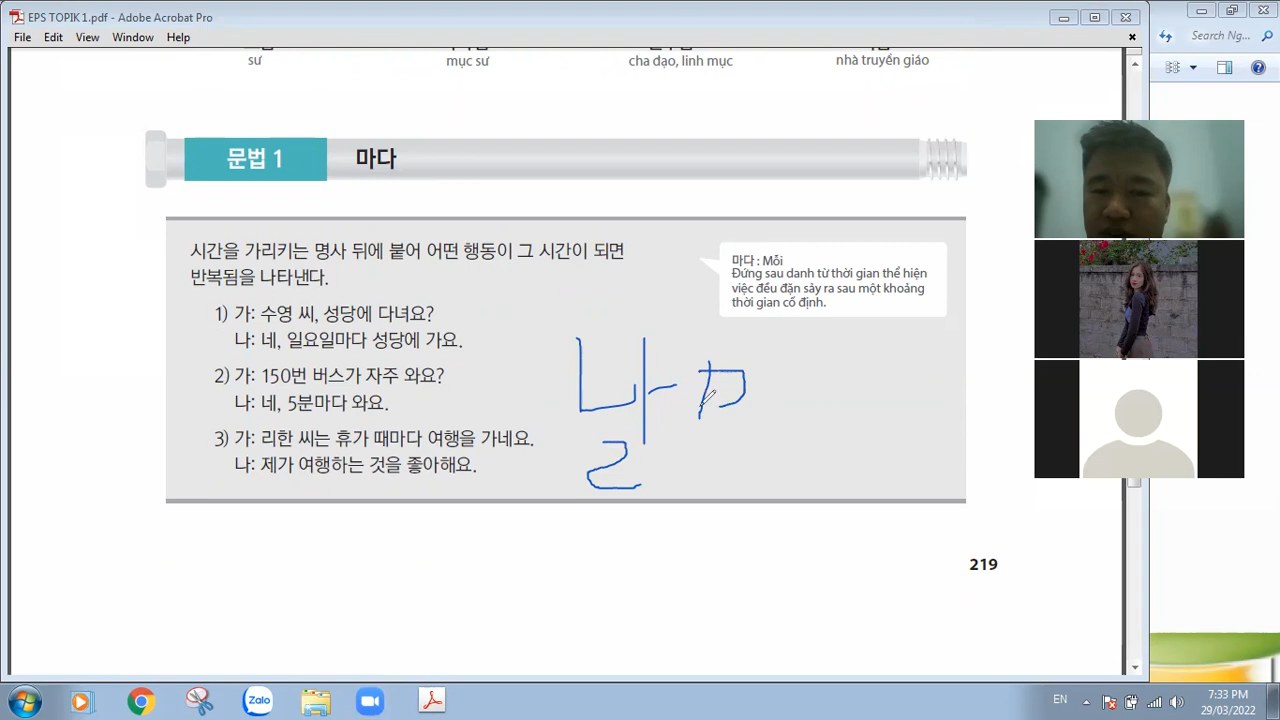 EPS TOPIK 1.pdf - Adobe Acrobat Pro
Search Ng...
File Edit View Window Help
sư mục sư cha đạo, linh mục nhà truyền giáo
문법 1 마다
시간을 가리키는 명사 뒤에 붙어 어떤 행동이 그 시간이 되면
반복됨을 나타낸다.
마다 : Mỗi
Đứng sau danh từ thời gian thể hiện
việc đều đặn sảy ra sau một khoảng
thời gian cố định.
1) 가: 수영 씨, 성당에 다녀요?
나: 네, 일요일마다 성당에 가요.
2) 가: 150번 버스가 자주 와요?
나: 네, 5분마다 와요.
3) 가: 리한 씨는 휴가 때마다 여행을 가네요.
나: 제가 여행하는 것을 좋아해요.
날
219
Zalo
EN
7:33 PM
29/03/2022